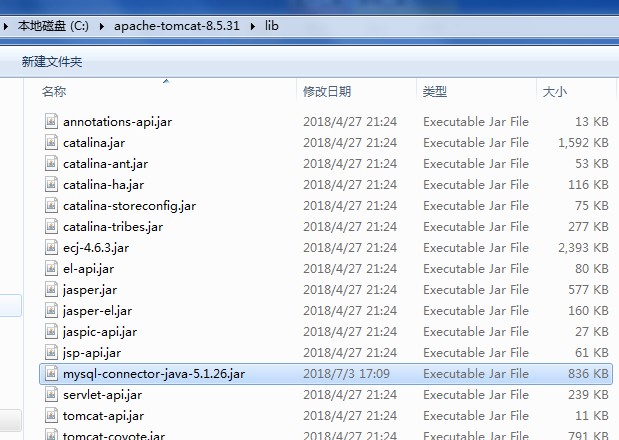 本地磁盘 (C:) apache-tomcat-8.5.31 lib
新建文件夹
名称 修改日期 类型 大小
annotations-api.jar 2018/4/27 21:24 Executable Jar File 13 KB
catalina.jar 2018/4/27 21:24 Executable Jar File 1,592 KB
catalina-ant.jar 2018/4/27 21:24 Executable Jar File 53 KB
catalina-ha.jar 2018/4/27 21:24 Executable Jar File 116 KB
catalina-storeconfig.jar 2018/4/27 21:24 Executable Jar File 75 KB
catalina-tribes.jar 2018/4/27 21:24 Executable Jar File 277 KB
ecj-4.6.3.jar 2018/4/27 21:24 Executable Jar File 2,393 KB
el-api.jar 2018/4/27 21:24 Executable Jar File 80 KB
jasper.jar 2018/4/27 21:24 Executable Jar File 577 KB
jasper-el.jar 2018/4/27 21:24 Executable Jar File 160 KB
jaspic-api.jar 2018/4/27 21:24 Executable Jar File 27 KB
jsp-api.jar 2018/4/27 21:24 Executable Jar File 61 KB
mysql-connector-java-5.1.26.jar 2018/7/3 17:09 Executable Jar File 836 KB
servlet-api.jar 2018/4/27 21:24 Executable Jar File 239 KB
tomcat-api.jar 2018/4/27 21:24 Executable Jar File 11 KB
tomcat-coyote.jar 2018/4/27 21:24 Executable Jar File 791 KB